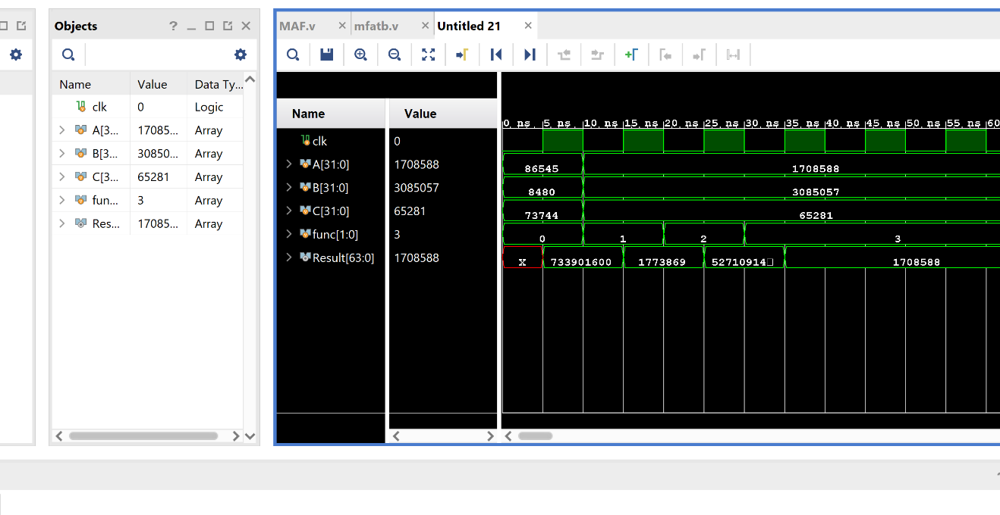 Objects ? MAF.v mfatb.v Untitled 21
Name Value Data Ty...
clk 0 Logic
A[3... 17085... Array
B[3... 30850... Array
C[3... 65281 Array
fun... 3 Array
Res... 17085... Array
Name Value
clk 0
A[31:0] 1708588
B[31:0] 3085057
C[31:0] 65281
func[1:0] 3
Result[63:0] 1708588
0 ns 5 ns 10 ns 15 ns 20 ns 25 ns 30 ns 35 ns 40 ns 45 ns 50 ns 55 ns 60
86545 1708588
8480 3085057
73744 65281
0 1 2 3
X 733901600 1773869 52710914 1708588